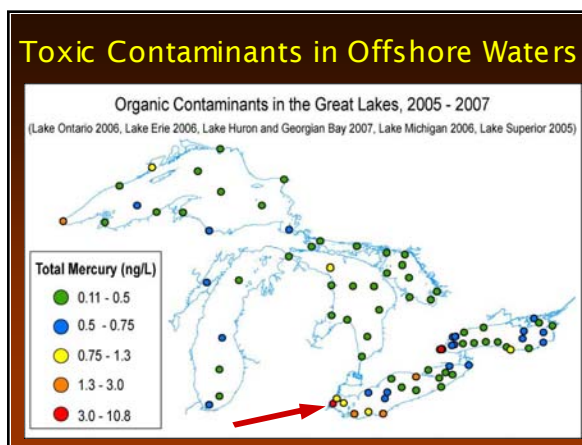 Toxic Contaminants in Offshore Waters
Organic Contaminants in the Great Lakes, 2005 - 2007
(Lake Ontario 2006, Lake Erie 2006, Lake Huron and Georgian Bay 2007, Lake Michigan 2006, Lake Superior 2005)
Total Mercury (ng/L)
0.11 - 0.5
0.5 - 0.75
0.75 - 1.3
1.3 - 3.0
3.0 - 10.8